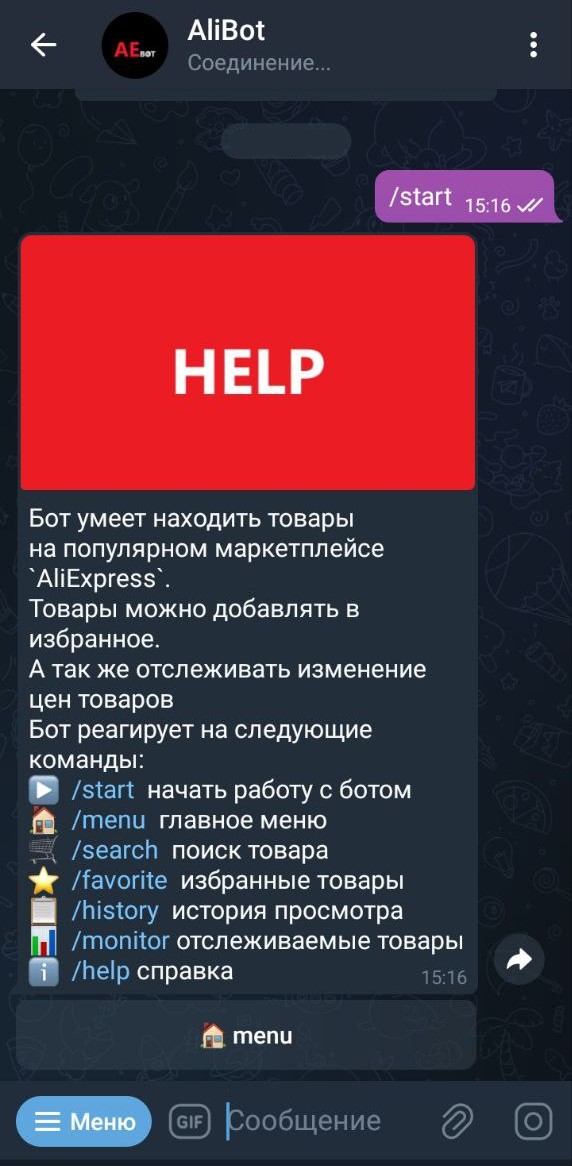 AliBot
AEBOT
Соединение...
/start 15:16
HELP
Бот умеет находить товары
на популярном маркетплейсе
`AliExpress`.
Товары можно добавлять в
избранное.
А так же отслеживать изменение
цен товаров
Бот реагирует на следующие
команды:
/start начать работу с ботом
/menu главное меню
/search поиск товара
/favorite избранные товары
/history история просмотра
/monitor отслеживаемые товары
/help справка
15:16
menu
Меню GIF Сообщение